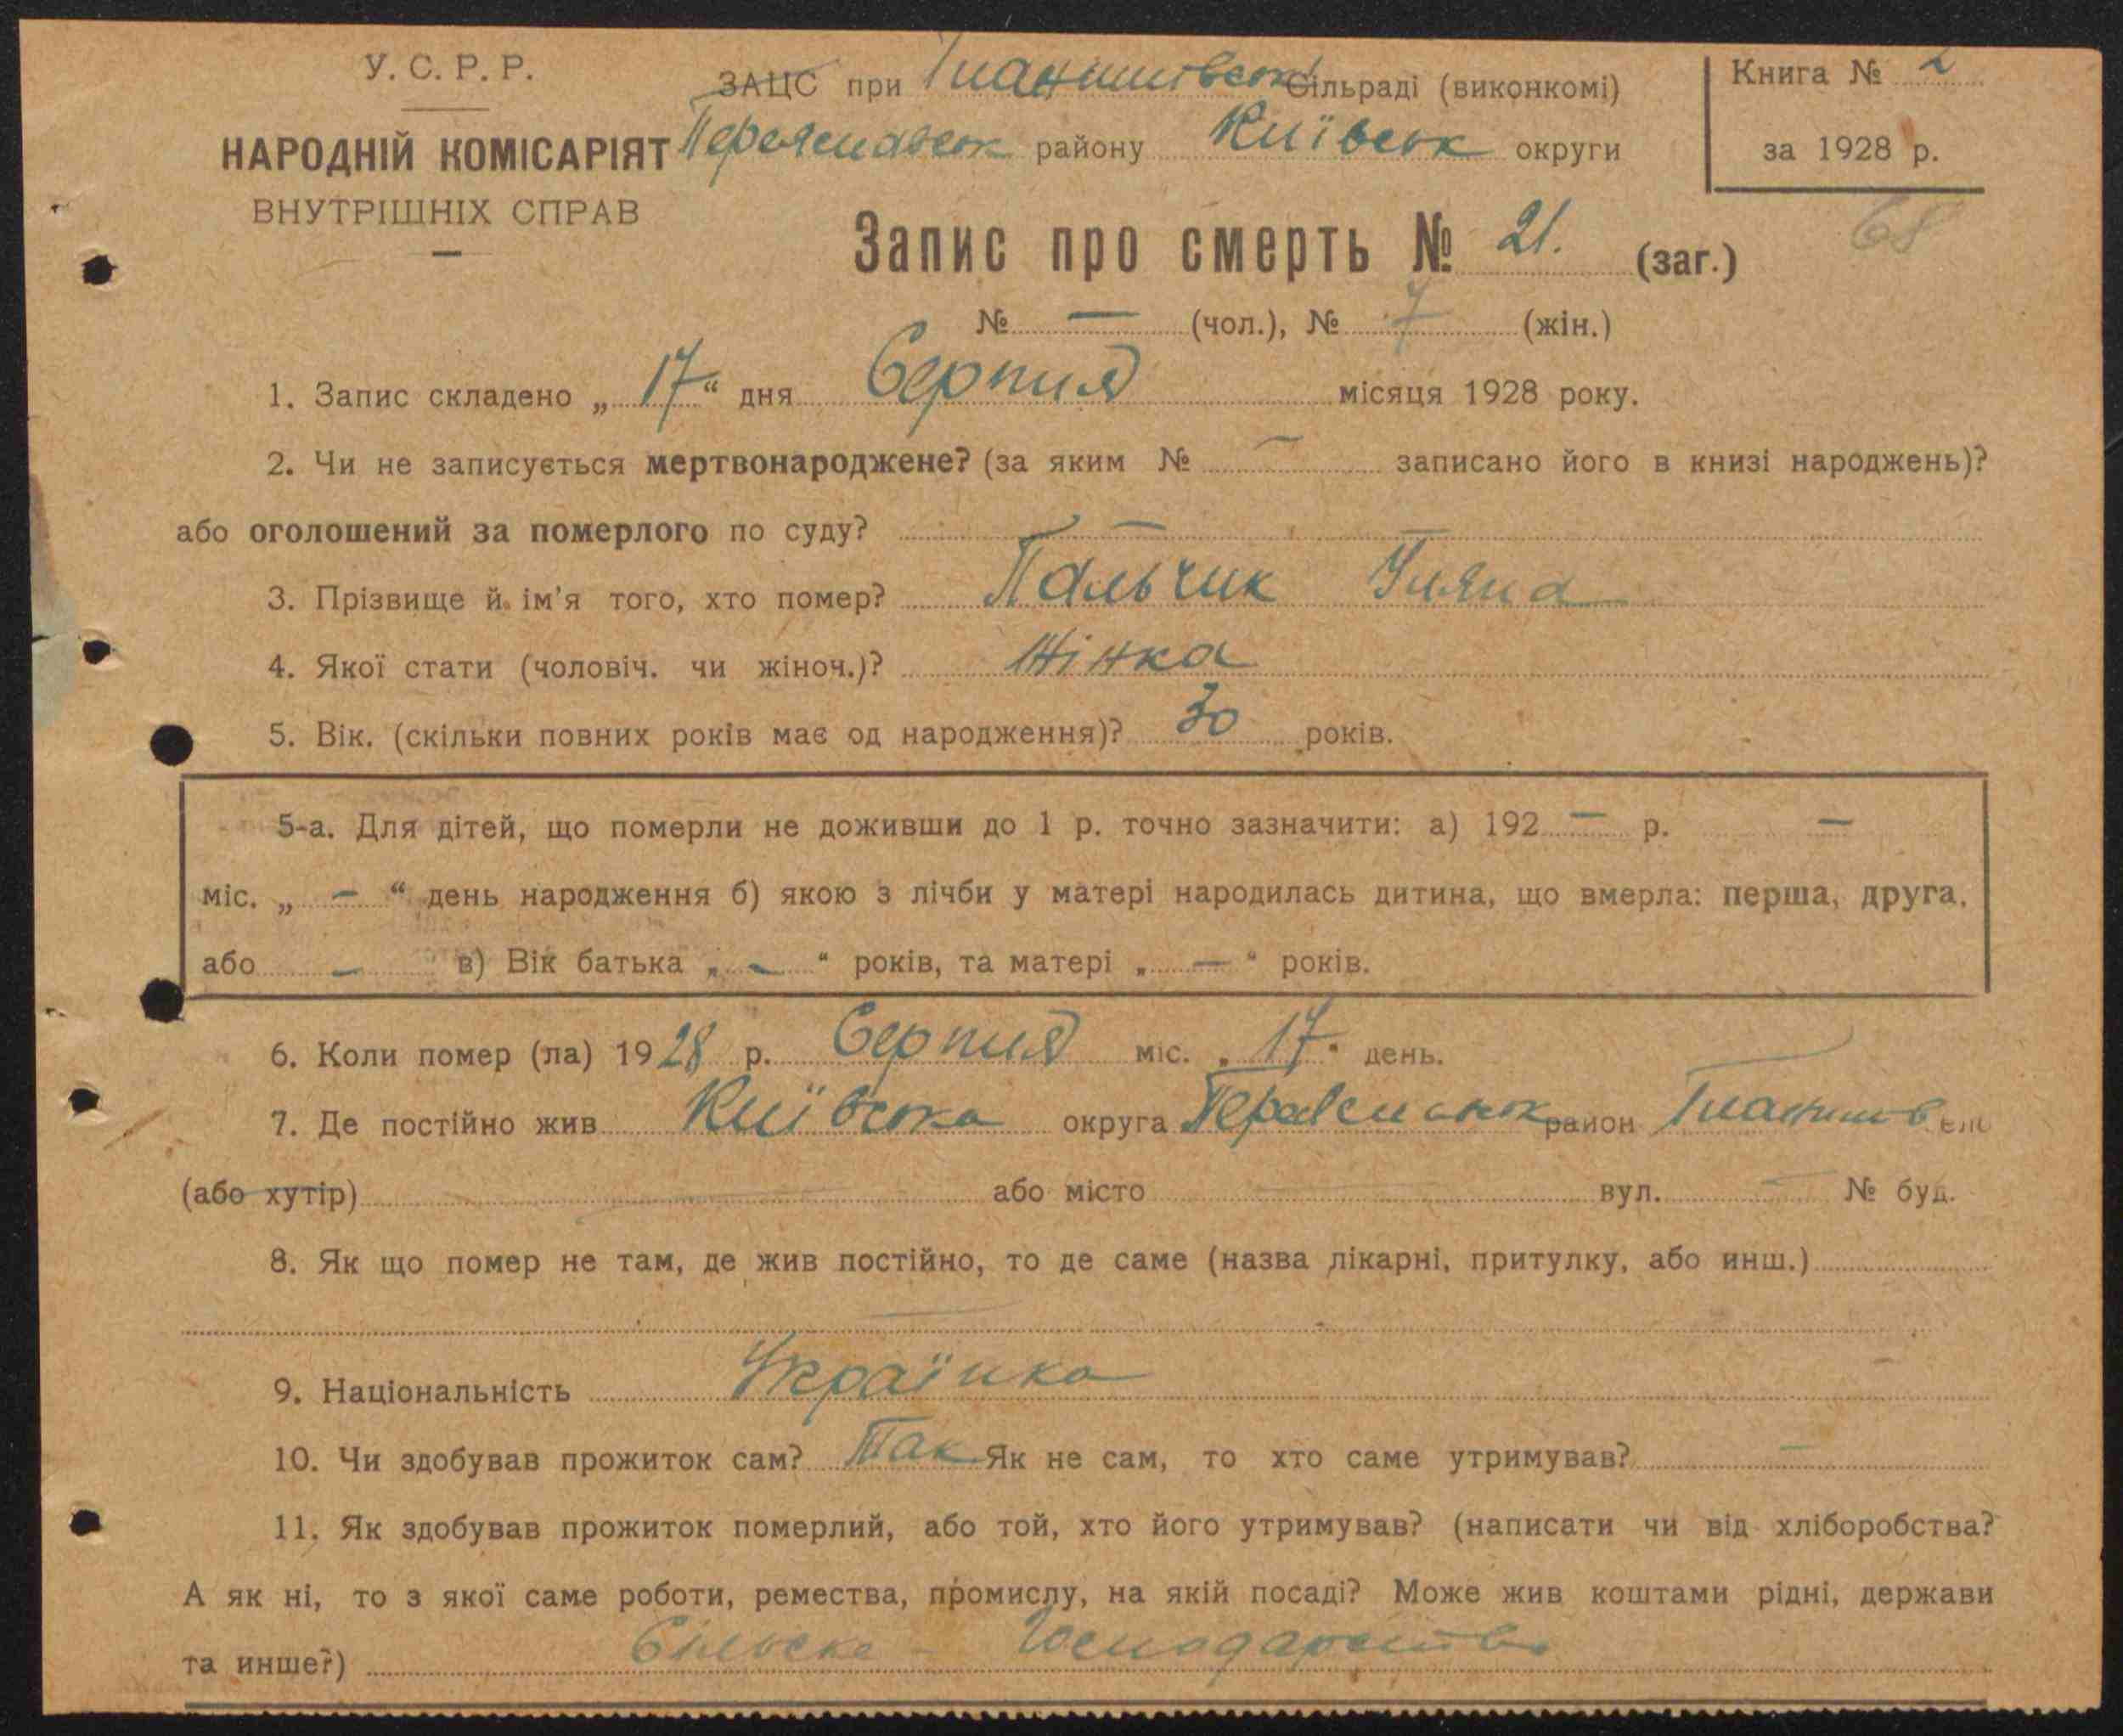 У. С. Р. Р.
НАРОДНІЙ КОМІСАРІЯТ
ВНУТРІШНІХ СПРАВ
ЗАЦС при Гланишівськ Сільраді (виконкомі)
Переяславськ району Київськ округи
Книга № 2
за 1928 р.
68
Запис про смерть № 21. (заг.)
№ — (чол.), № 7 (жін.)
1. Запис складено „ 17 “ дня Серпня місяця 1928 року.
2. Чи не записується мертвонароджене? (за яким № — записано його в книзі народжень)?
або оголошений за померлого по суду? —
3. Прізвище й ім'я того, хто помер? Пальчик Уляна
4. Якої стати (чоловіч. чи жіноч.)? Жінка
5. Вік. (скільки повних років має од народження)? 30 років.
5-а. Для дітей, що померли не доживши до 1 р. точно зазначити: а) 192 — р. —
міс. „ — “ день народження б) якою з лічби у матері народилась дитина, що вмерла: перша, друга,
або — в) Вік батька „ — “ років, та матері „ — “ років.
6. Коли помер (ла) 1928 р. Серпня міс. „ 17 “ день.
7. Де постійно жив Київська округа район Гланишів
(або хутір) — або місто — вул. — № буд.
8. Як що помер не там, де жив постійно, то де саме (назва лікарні, притулку, або инш.)
—
9. Національність Українка
10. Чи здобував прожиток сам? Так Як не сам, то хто саме утримував? —
11. Як здобував прожиток померлий, або той, хто його утримував? (написати чи від хліборобства?
А як ні, то з якої саме роботи, ремества, промислу, на якій посаді? Може жив коштами рідні, держави
та инше?) Сільске - Господарство